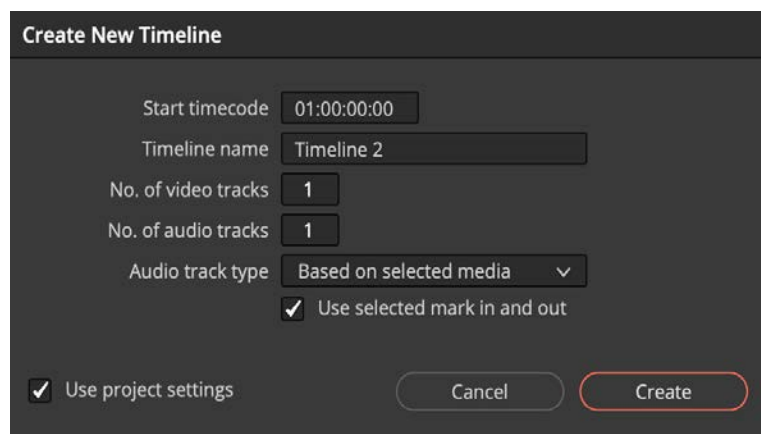 Create New Timeline
Start timecode 01:00:00:00
Timeline name Timeline 2
No. of video tracks 1
No. of audio tracks 1
Audio track type Based on selected media
Use selected mark in and out
Use project settings Cancel Create